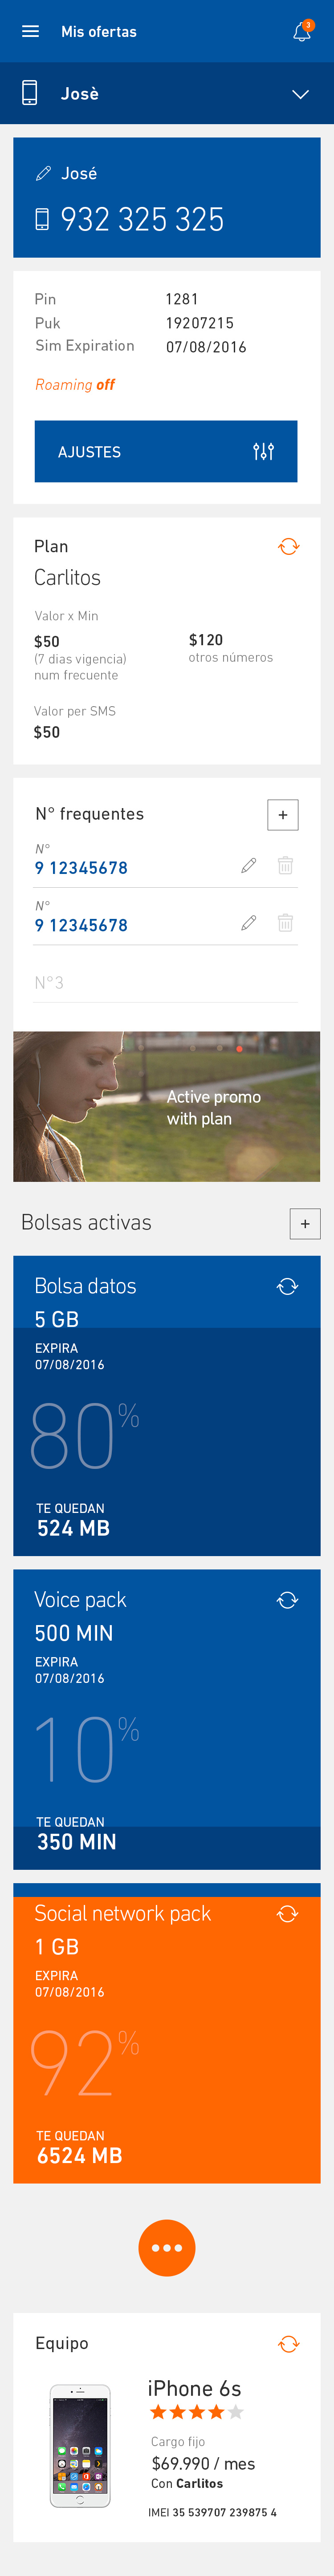 Mis ofertas
3
Josè
José
932 325 325
Pin 1281
Puk 19207215
Sim Expiration 07/08/2016
Roaming off
AJUSTES
Plan
Carlitos
Valor x Min
$50 $120
(7 dias vigencia) otros números
num frecuente
Valor per SMS
$50
N° frequentes +
N°
9 12345678
N°
9 12345678
N°3
Active promo
with plan
Bolsas activas +
Bolsa datos
5 GB
EXPIRA
07/08/2016
80%
TE QUEDAN
524 MB
Voice pack
500 MIN
EXPIRA
07/08/2016
10%
TE QUEDAN
350 MIN
Social network pack
1 GB
EXPIRA
07/08/2016
92%
TE QUEDAN
6524 MB
Equipo
iPhone 6s
Cargo fijo
$69.990 / mes
Con Carlitos
IMEI 35 539707 239875 4